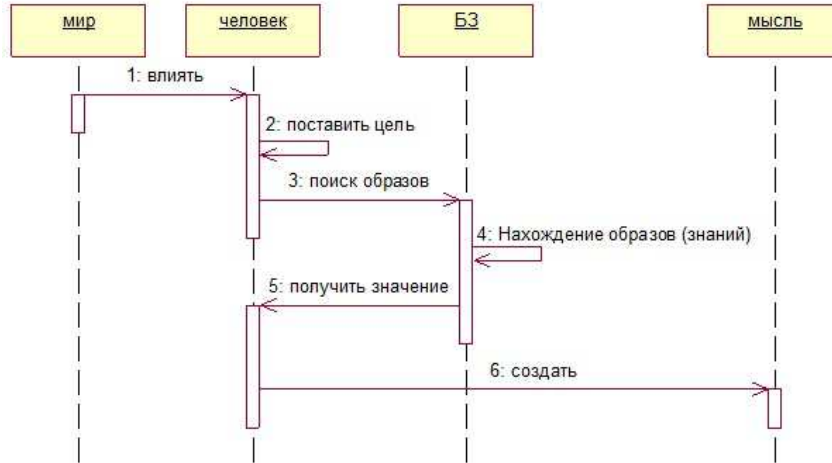 мир
человек
БЗ
мысль
1: влиять
2: поставить цель
3: поиск образов
4: Нахождение образов (знаний)
5: получить значение
6: создать